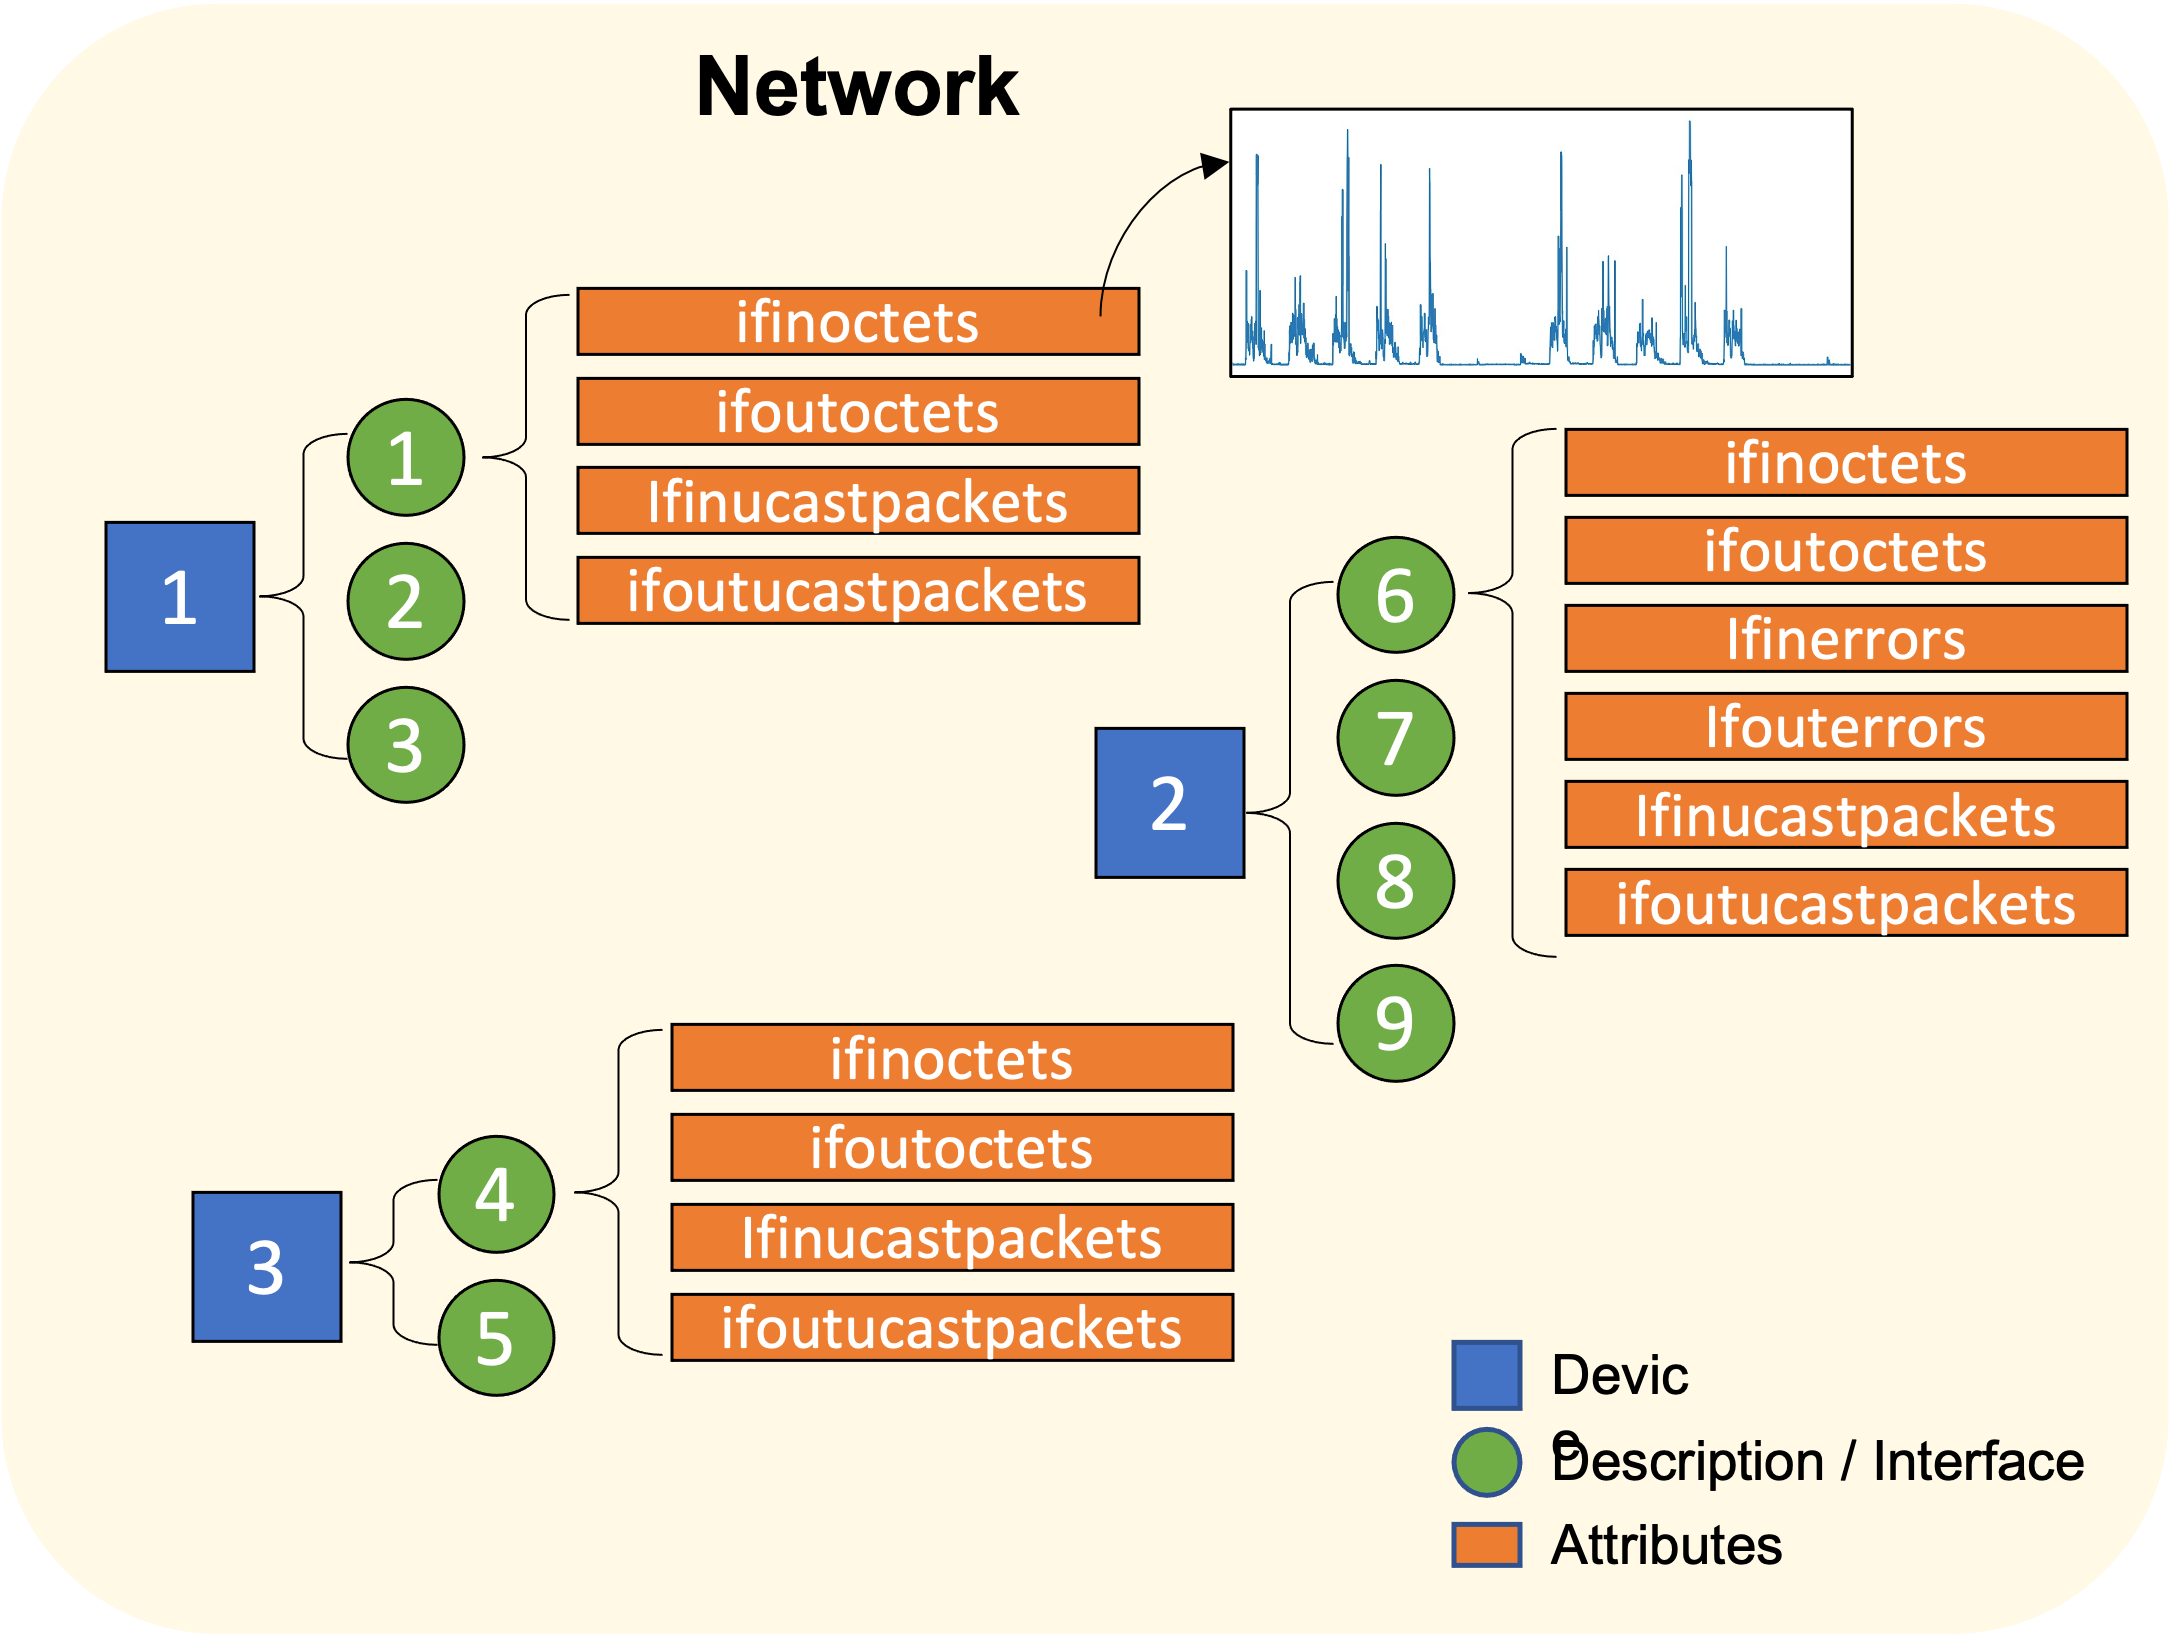 Network
ifinoctets
ifoutoctets
Ifinucastpackets
ifoutucastpackets
1
1
2
3
ifinoctets
ifoutoctets
Ifinerrors
Ifouterrors
Ifinucastpackets
ifoutucastpackets
2
6
7
8
9
ifinoctets
ifoutoctets
Ifinucastpackets
ifoutucastpackets
3
4
5
Devic
e
Description / Interface
Attributes